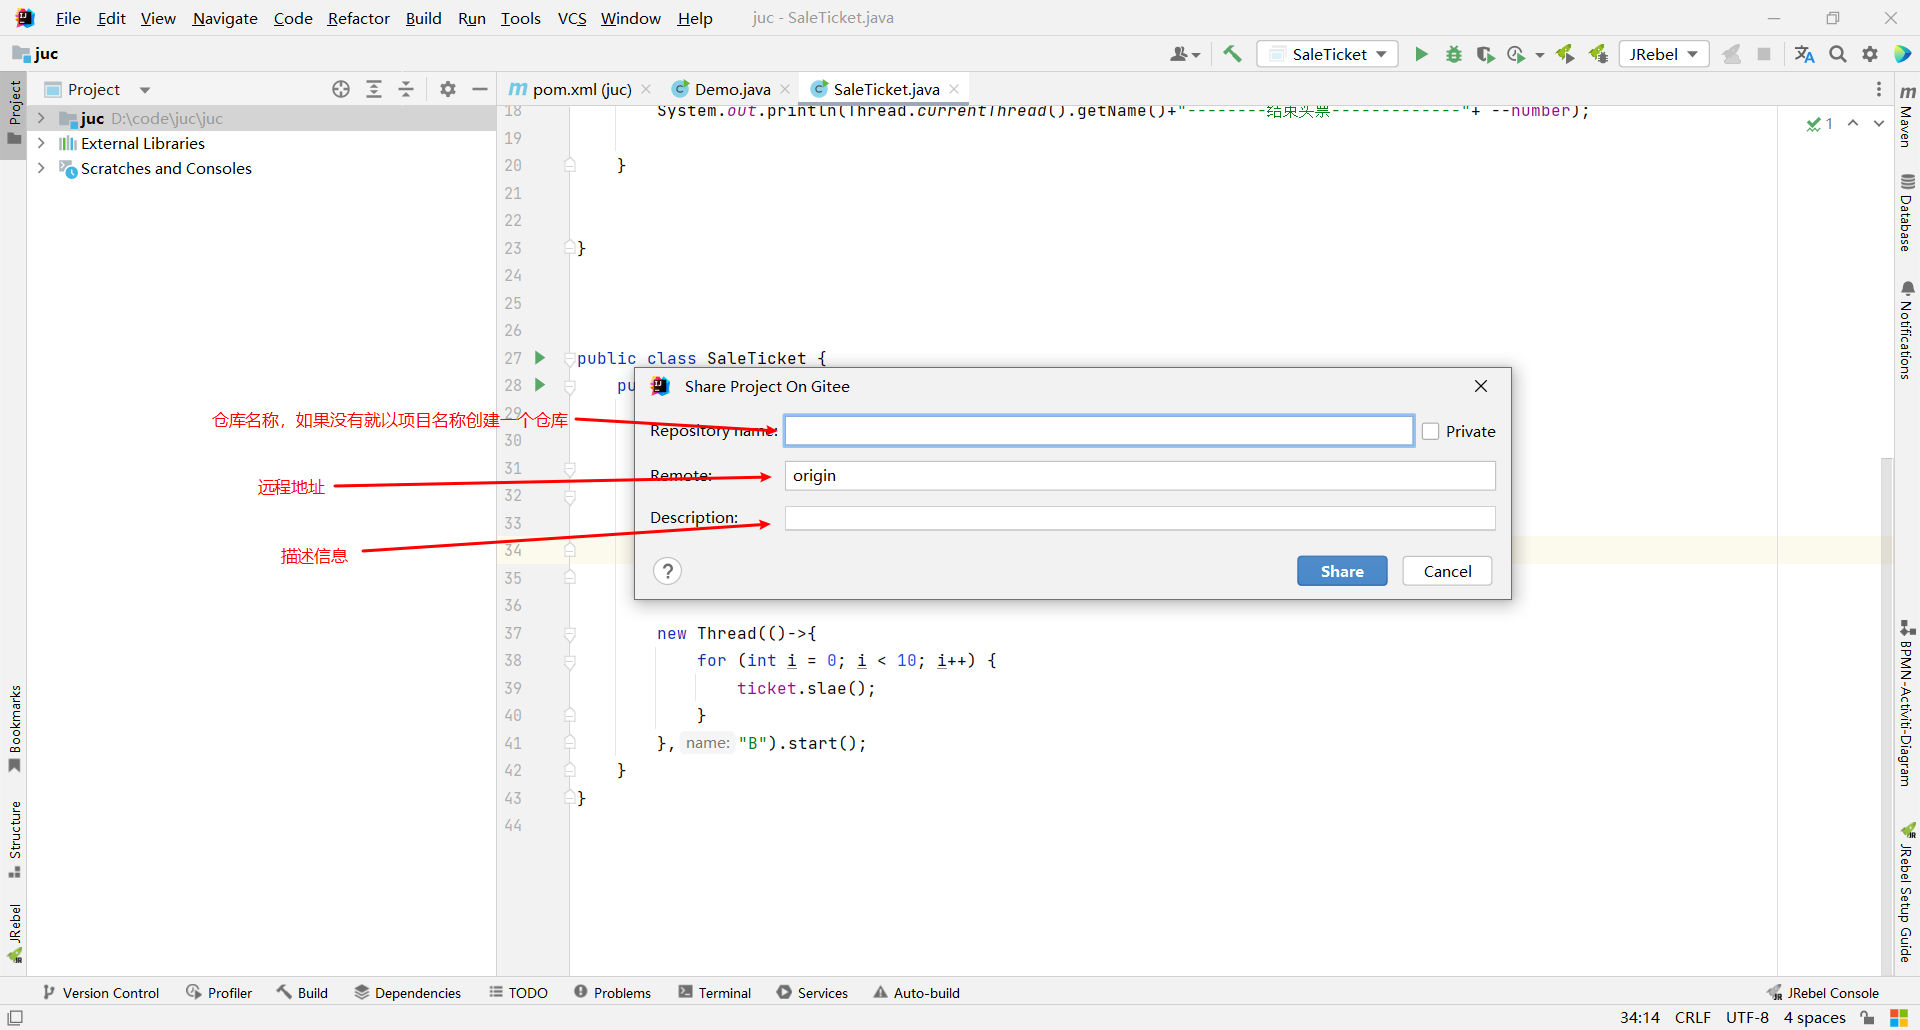 File Edit View Navigate Code Refactor Build Run Tools VCS Window Help juc - SaleTicket.java
juc
SaleTicket
JRebel
Project
pom.xml (juc)
Demo.java
SaleTicket.java
juc D:\code\juc\juc
External Libraries
Scratches and Consoles
18 System.out.println(Thread.currentThread().getName()+"--------结束买票-------------"+ --number);
1
19
20 }
21
22
23 }
24
25
26
27 public class SaleTicket {
28 pu
29
30
31
32
33
34
35
36
37 new Thread(()->{
38 for (int i = 0; i < 10; i++) {
39 ticket.slae();
40 }
41 }, name: "B").start();
42 }
43 }
44
Share Project On Gitee
仓库名称，如果没有就以项目名称创建一个仓库
Repository name:
Private
远程地址
Remote: origin
描述信息
Description:
?
Share
Cancel
Project
Bookmarks
Structure
JRebel
Maven
Database
Notifications
BPMN-Activiti-Diagram
JRebel Setup Guide
Version Control Profiler Build Dependencies TODO Problems Terminal Services Auto-build JRebel Console
34:14 CRLF UTF-8 4 spaces